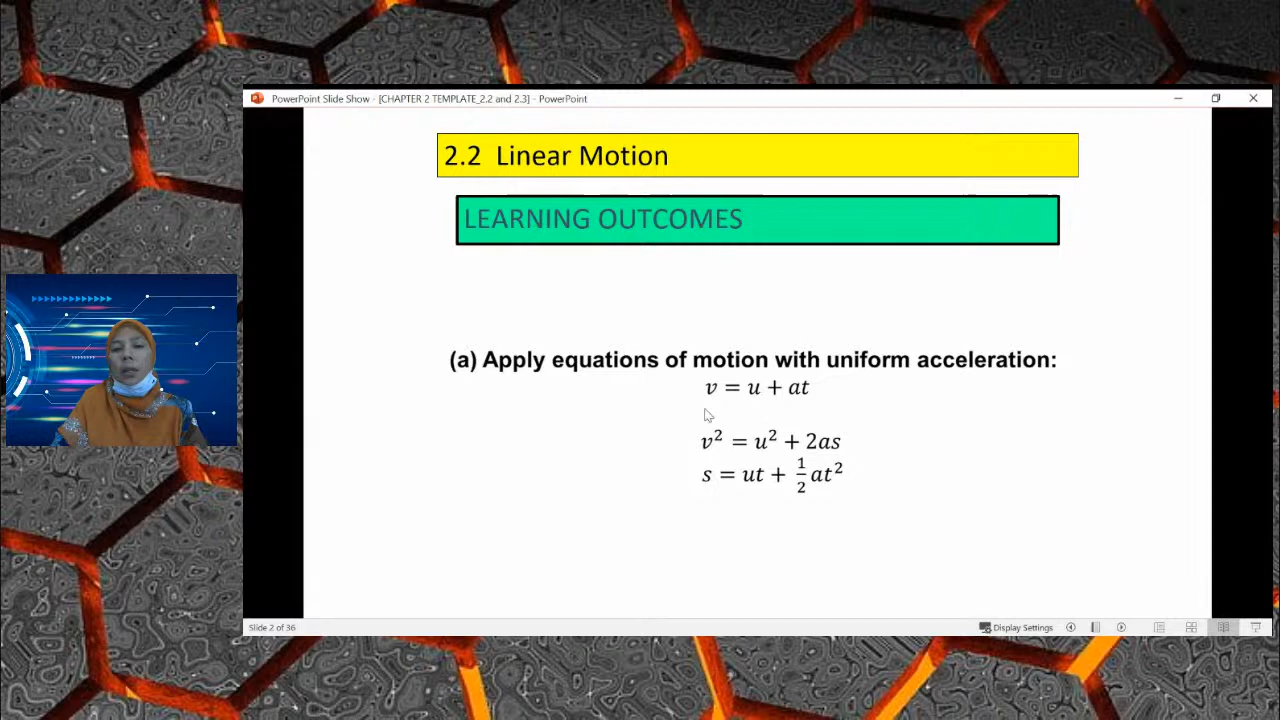 PowerPoint Slide Show - [CHAPTER 2 TEMPLATE_2.2 and 2.3] - PowerPoint
2.2 Linear Motion
LEARNING OUTCOMES
(a) Apply equations of motion with uniform acceleration:
v = u + at
v² = u² + 2as
s = ut + ½at²
Slide 2 of 36
Display Settings